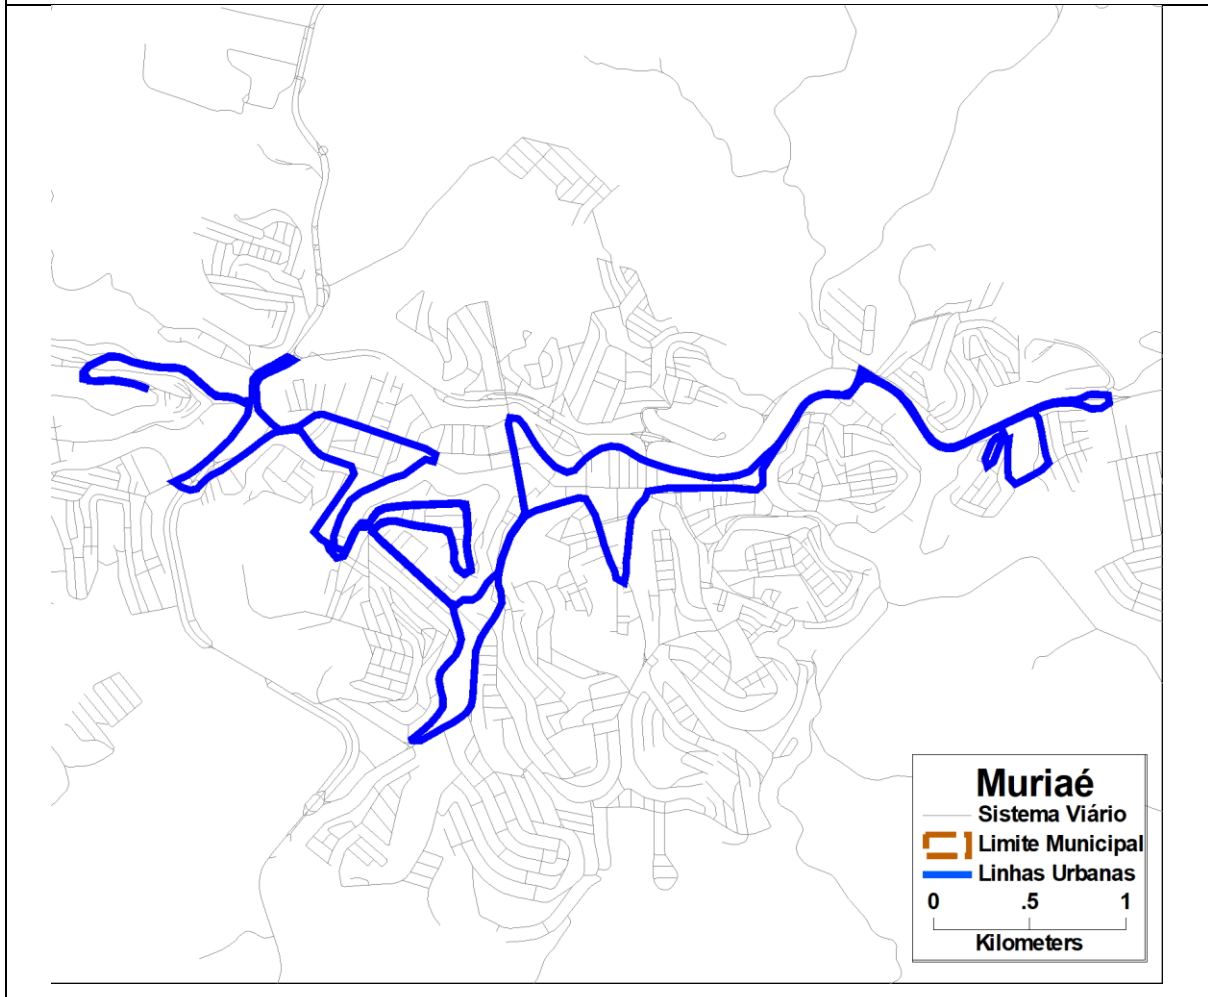 Muriaé
Sistema Viário
Limite Municipal
Linhas Urbanas
0 .5 1
Kilometers